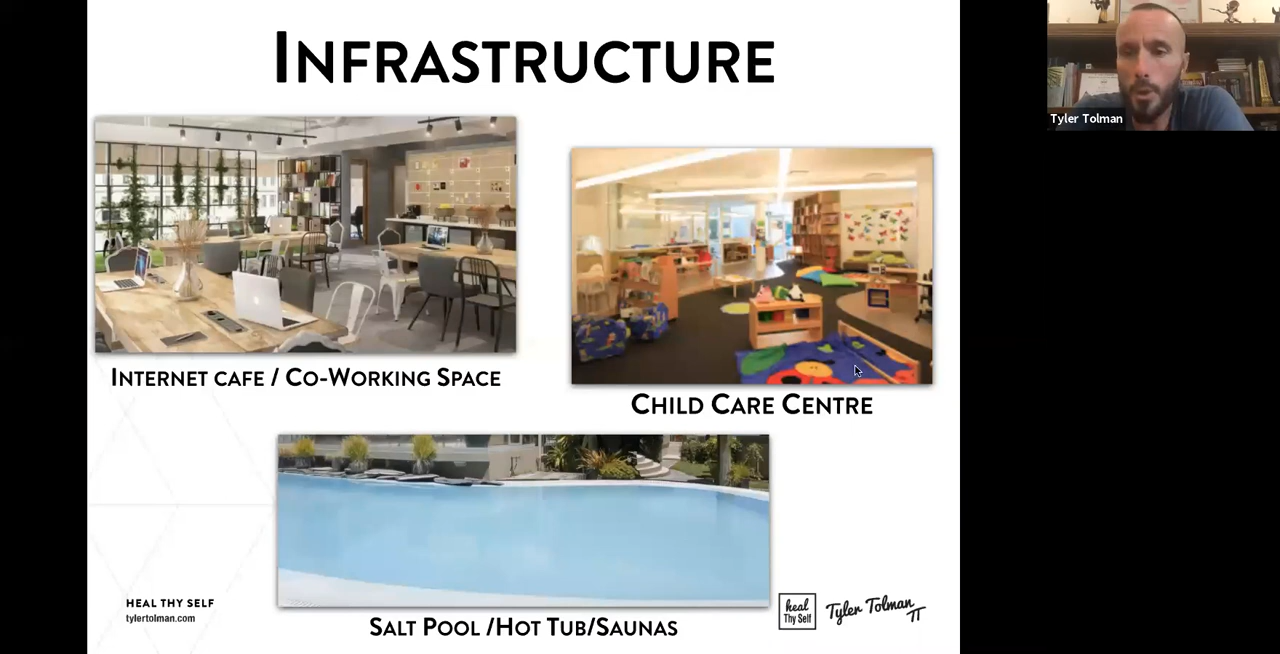 INFRASTRUCTURE
Tyler Tolman
INTERNET CAFE / CO-WORKING SPACE
CHILD CARE CENTRE
SALT POOL /HOT TUB/SAUNAS
HEAL THY SELF
tylertolman.com
heal
Thy Self
Tyler Tolman
TT